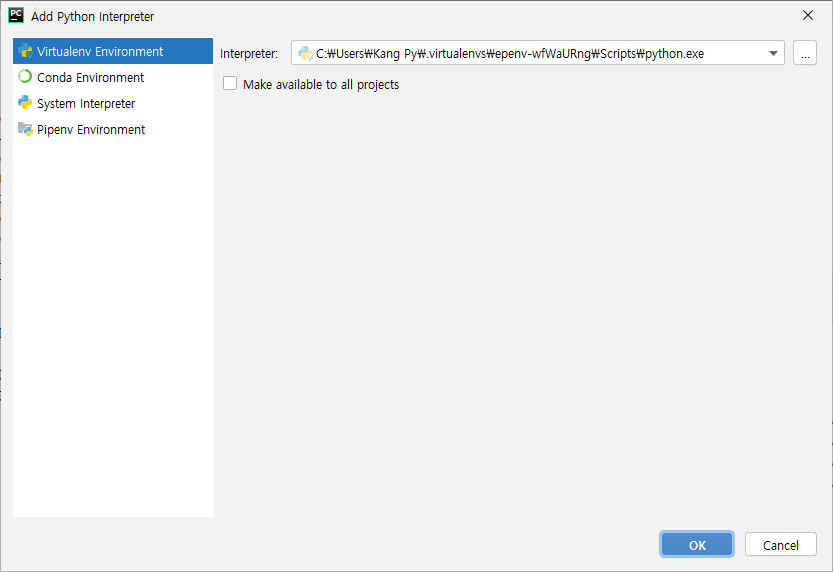 PC
Add Python Interpreter
Virtualenv Environment
Conda Environment
System Interpreter
Pipenv Environment
Interpreter:
C:₩Users₩Kang Py₩.virtualenvs₩epenv-wfWaURng₩Scripts₩python.exe
...
Make available to all projects
OK
Cancel